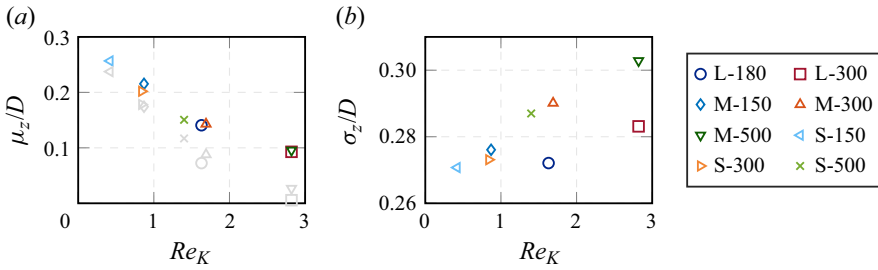 (a)
0.3
0.2
0.1
0
1
2
3
μz/D
ReK
(b)
0.30
0.28
0.26
0
1
2
3
σz/D
ReK
L-180
L-300
M-150
M-300
M-500
S-150
S-300
S-500